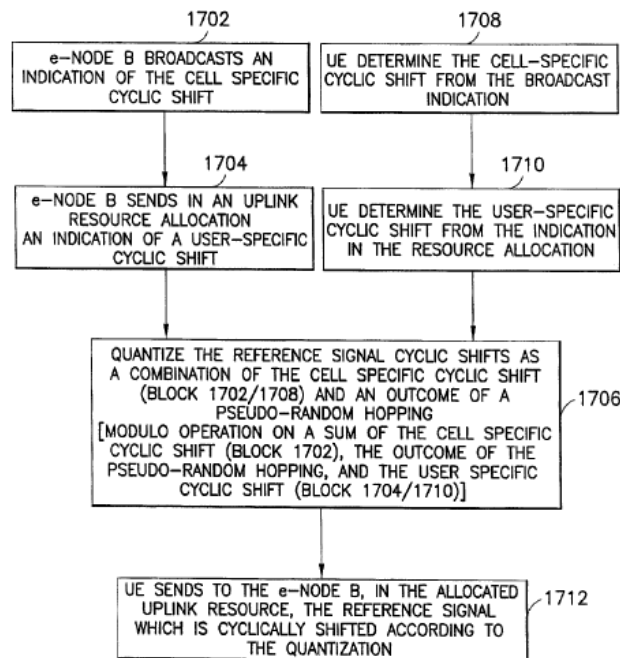 1702
e-NODE B BROADCASTS AN
INDICATION OF THE CELL SPECIFIC
CYCLIC SHIFT
1708
UE DETERMINE THE CELL-SPECIFIC
CYCLIC SHIFT FROM THE BROADCAST
INDICATION
1704
e-NODE B SENDS IN AN UPLINK
RESOURCE ALLOCATION
AN INDICATION OF A USER-SPECIFIC
CYCLIC SHIFT
1710
UE DETERMINE THE USER-SPECIFIC
CYCLIC SHIFT FROM THE INDICATION
IN THE RESOURCE ALLOCATION
QUANTIZE THE REFERENCE SIGNAL CYCLIC SHIFTS AS
A COMBINATION OF THE CELL SPECIFIC CYCLIC SHIFT
(BLOCK 1702/1708) AND AN OUTCOME OF A
PSEUDO-RANDOM HOPPING
[MODULO OPERATION ON A SUM OF THE CELL SPECIFIC
CYCLIC SHIFT (BLOCK 1702), THE OUTCOME OF THE
PSEUDO-RANDOM HOPPING, AND THE USER SPECIFIC
CYCLIC SHIFT (BLOCK 1704/1710)]
1706
UE SENDS TO THE e-NODE B, IN THE ALLOCATED
UPLINK RESOURCE, THE REFERENCE SIGNAL
WHICH IS CYCLICALLY SHIFTED ACCORDING TO
THE QUANTIZATION
1712